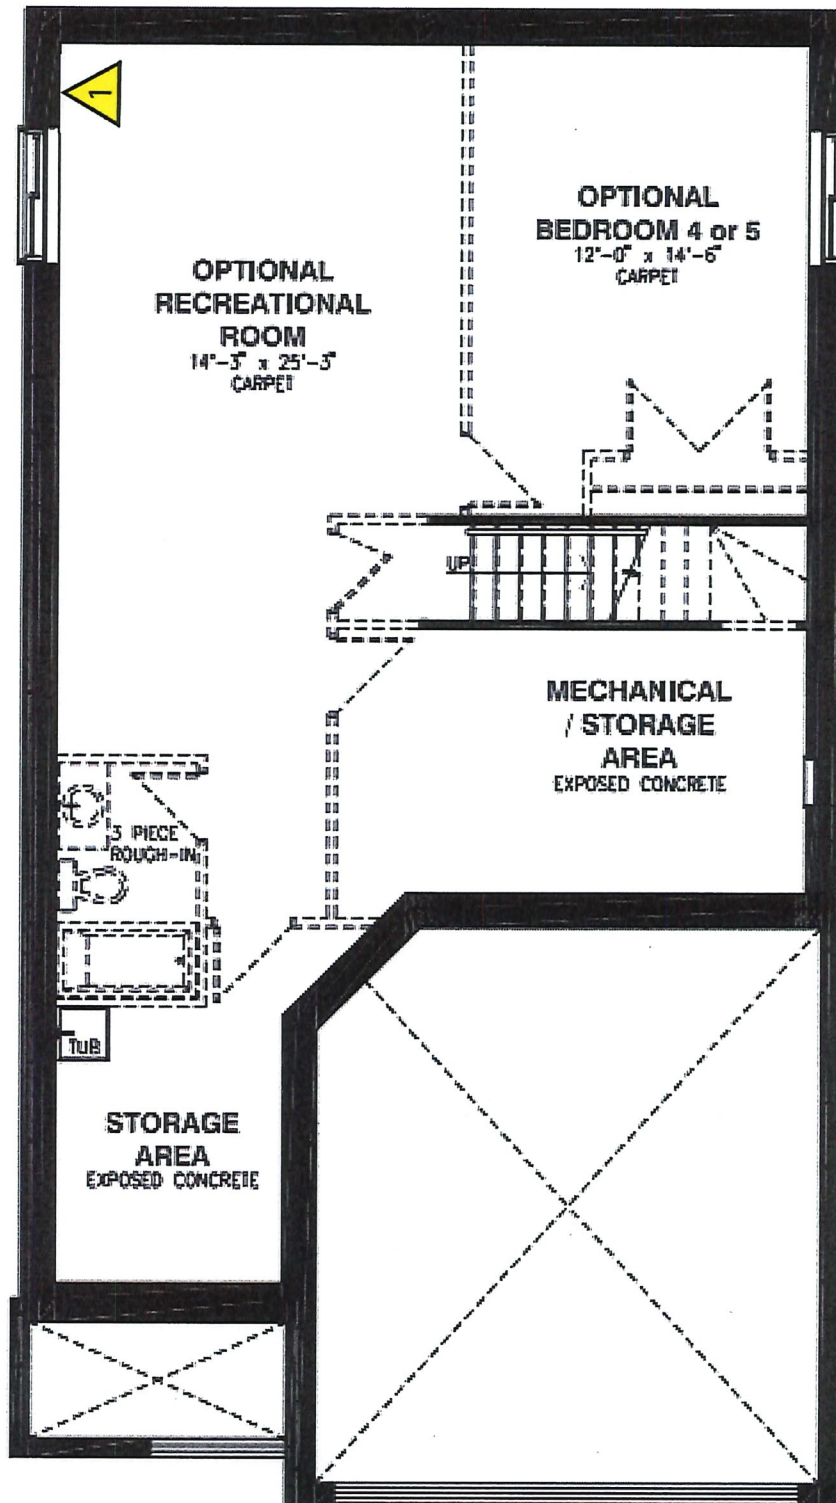 1
OPTIONAL
BEDROOM 4 or 5
12'-0" x 14'-6"
CARPET
OPTIONAL
RECREATIONAL
ROOM
14'-3" x 25'-3"
CARPET
UP
MECHANICAL
/ STORAGE
AREA
EXPOSED CONCRETE
3 PIECE
ROUGH-IN
TUB
STORAGE
AREA
EXPOSED CONCRETE